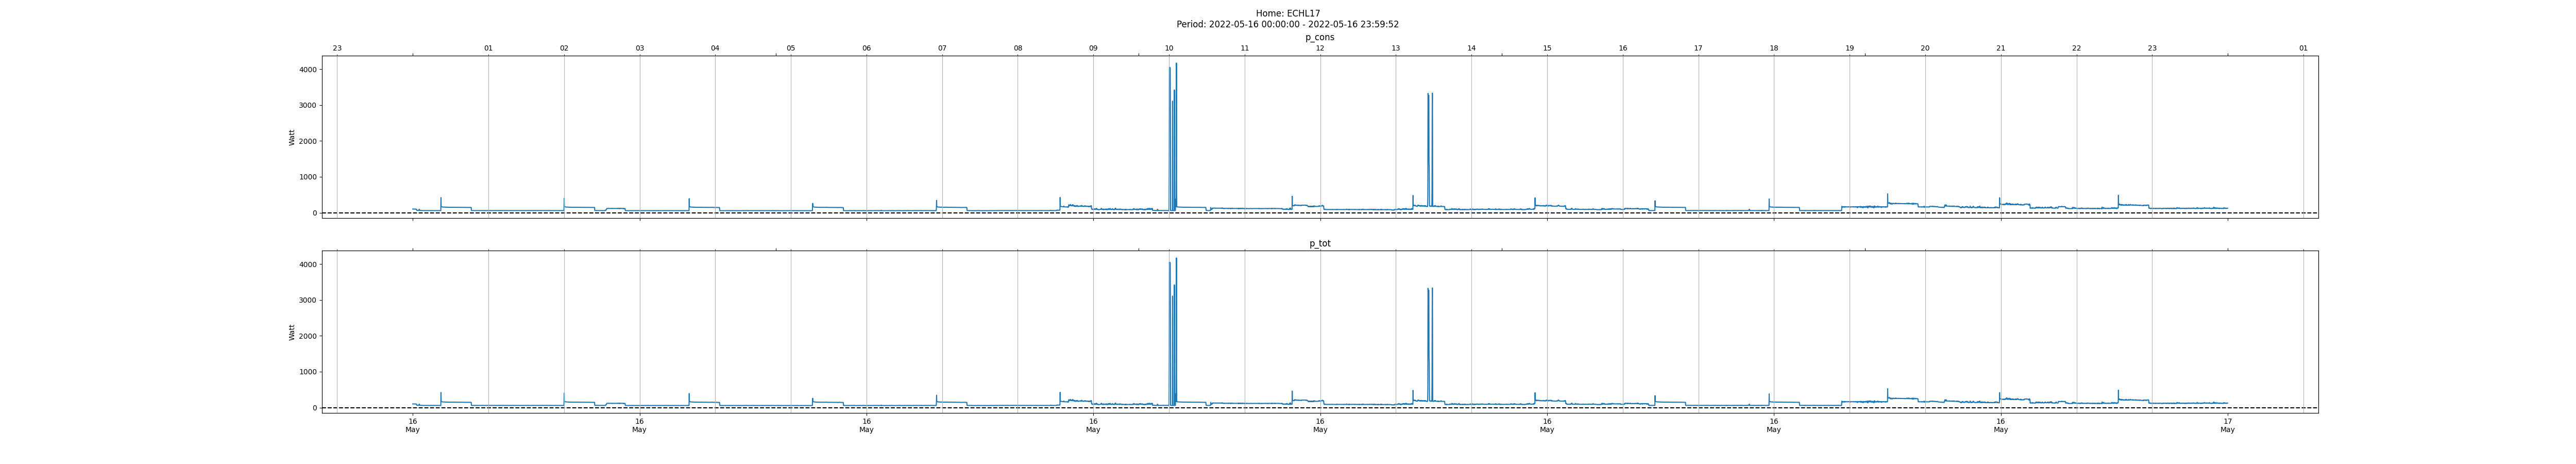 Home: ECHL17
Period: 2022-05-16 00:00:00 - 2022-05-16 23:59:52
p_cons
23 01 02 03 04 05 06 07 08 09 10 11 12 13 14 15 16 17 18 19 20 21 22 23 01
4000
3000
2000
1000
0
Watt
p_tot
4000
3000
2000
1000
0
Watt
16 16 16 16 16 16 16 16 17
May May May May May May May May May